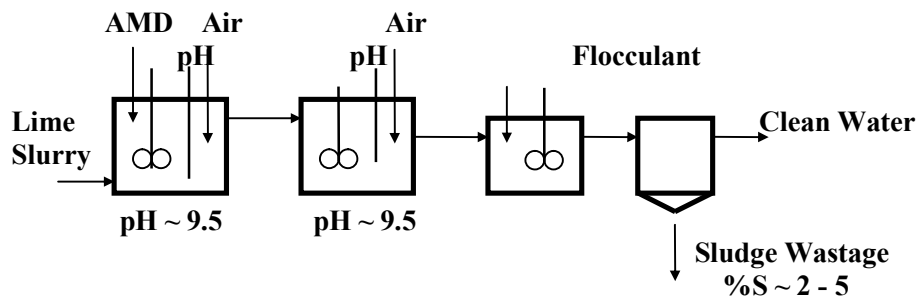 AMD Air
pH
Air
pH
Flocculant
Lime
Slurry
Clean Water
pH ~ 9.5
pH ~ 9.5
Sludge Wastage
%S ~ 2 - 5